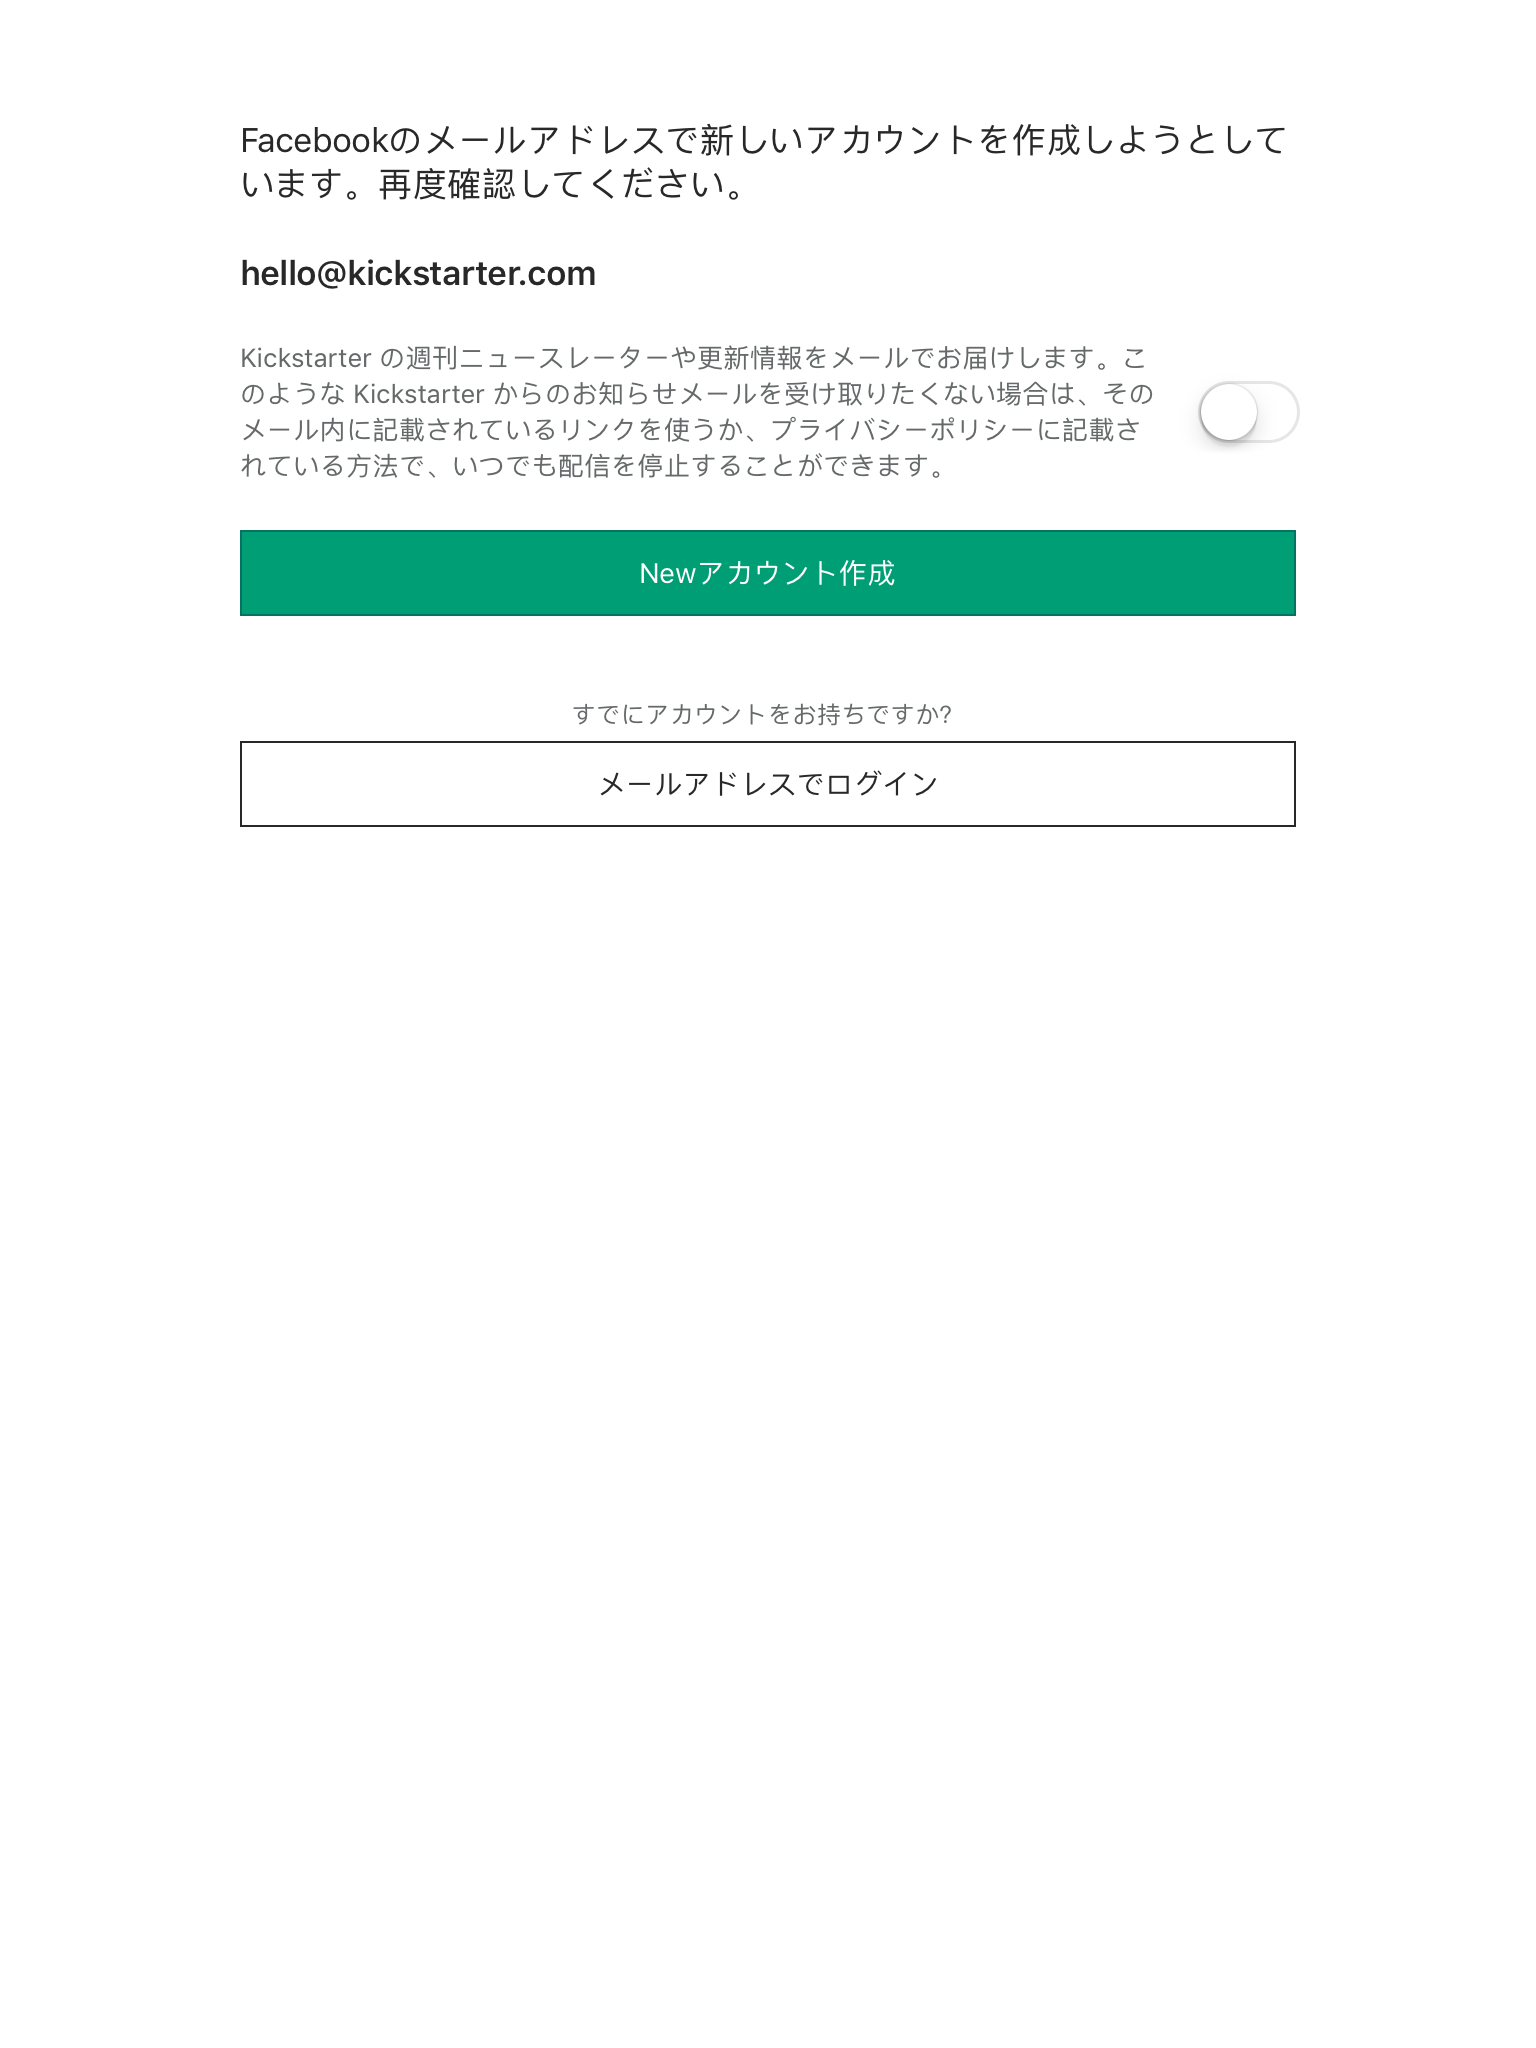 Facebookのメールアドレスで新しいアカウントを作成しようとして
います。再度確認してください。
hello@kickstarter.com
Kickstarter の週刊ニュースレーターや更新情報をメールでお届けします。こ
のような Kickstarter からのお知らせメールを受け取りたくない場合は、その
メール内に記載されているリンクを使うか、プライバシーポリシーに記載さ
れている方法で、いつでも配信を停止することができます。
Newアカウント作成
すでにアカウントをお持ちですか?
メールアドレスでログイン